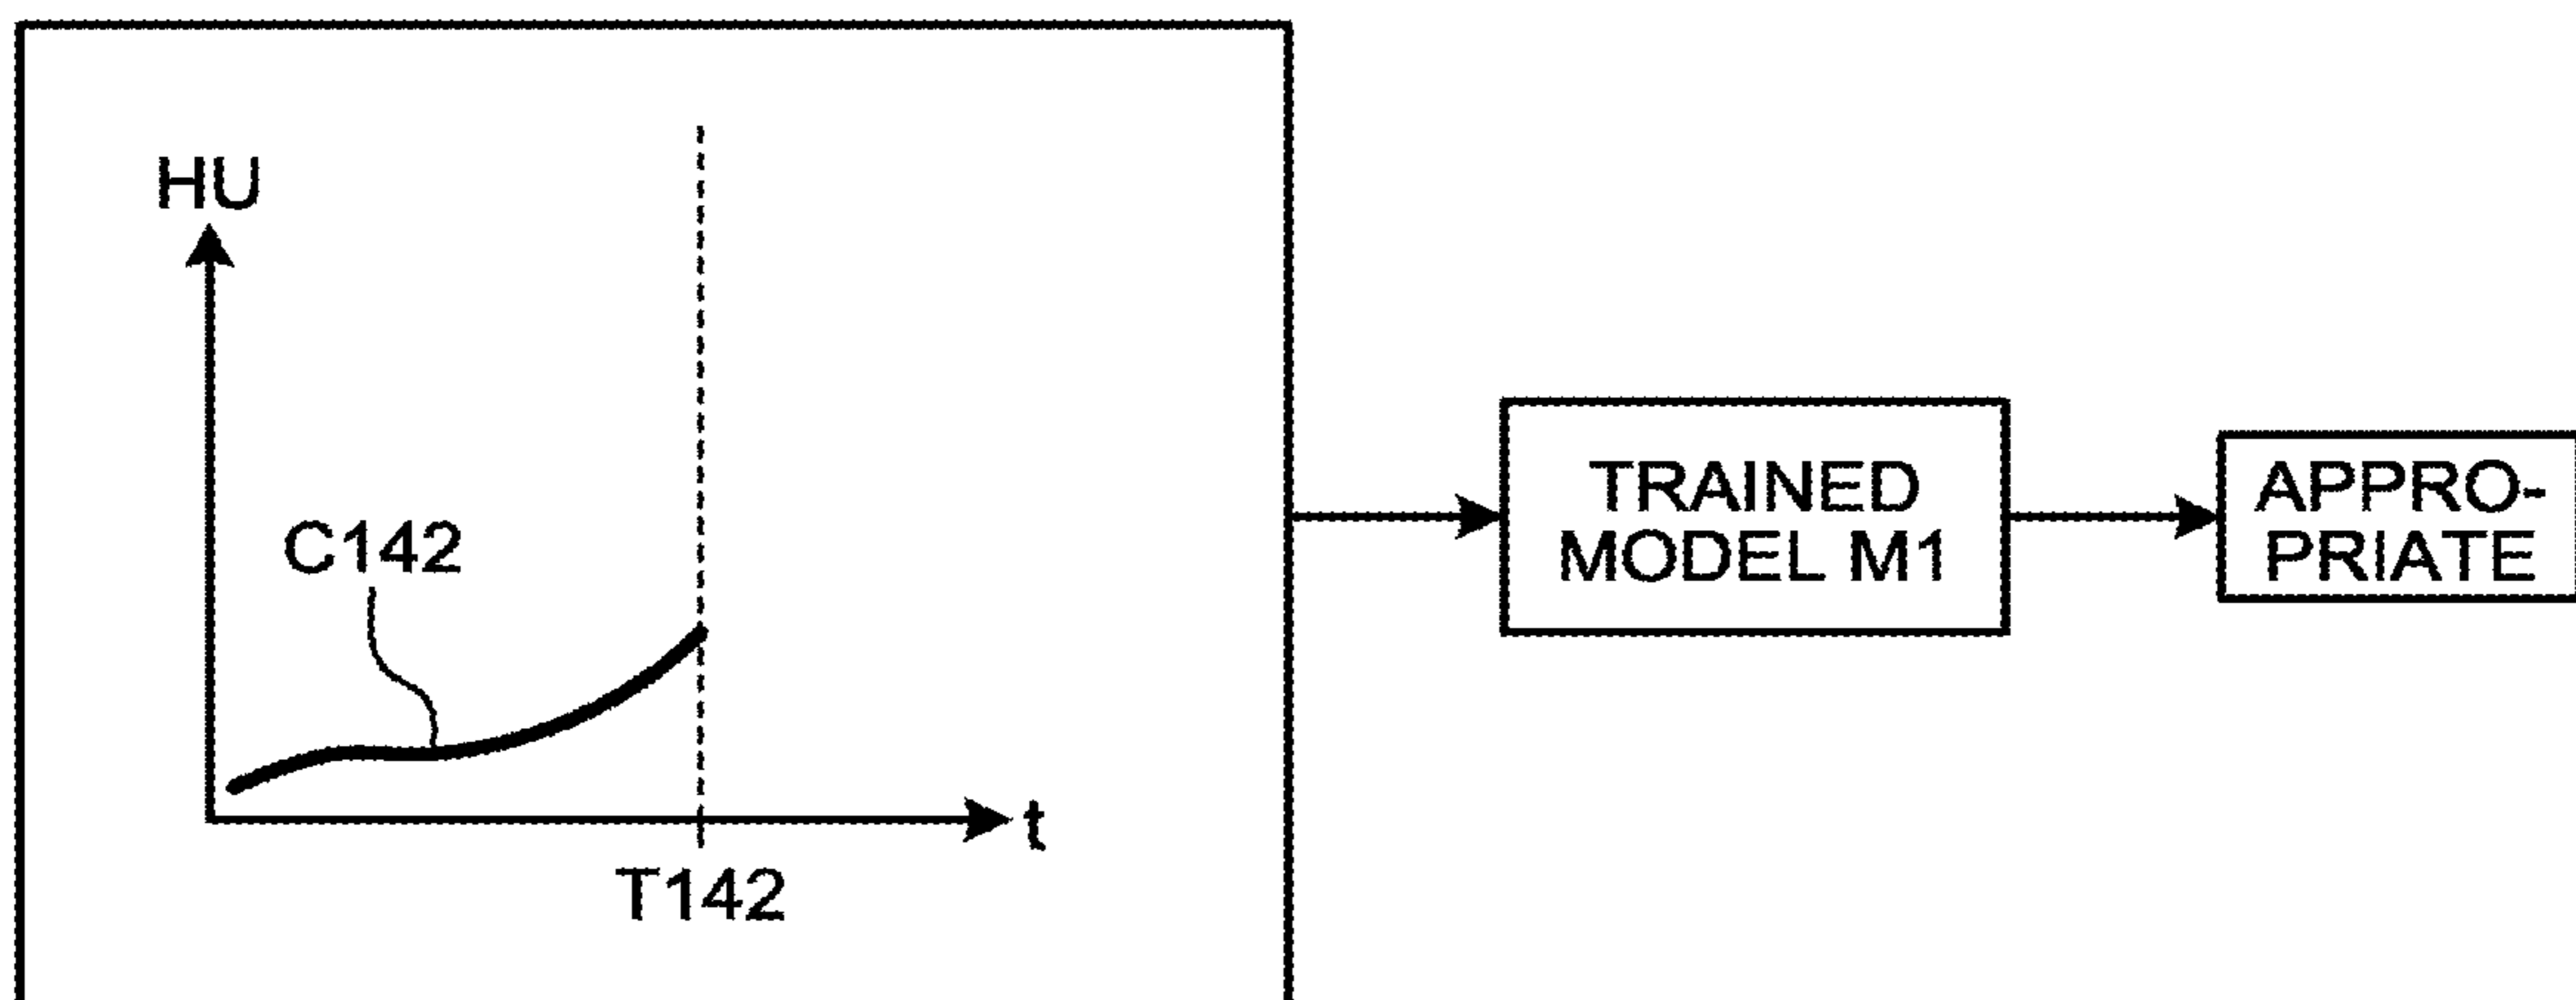 HU
C142
t
T142
TRAINED
MODEL M1
APPRO-
PRIATE